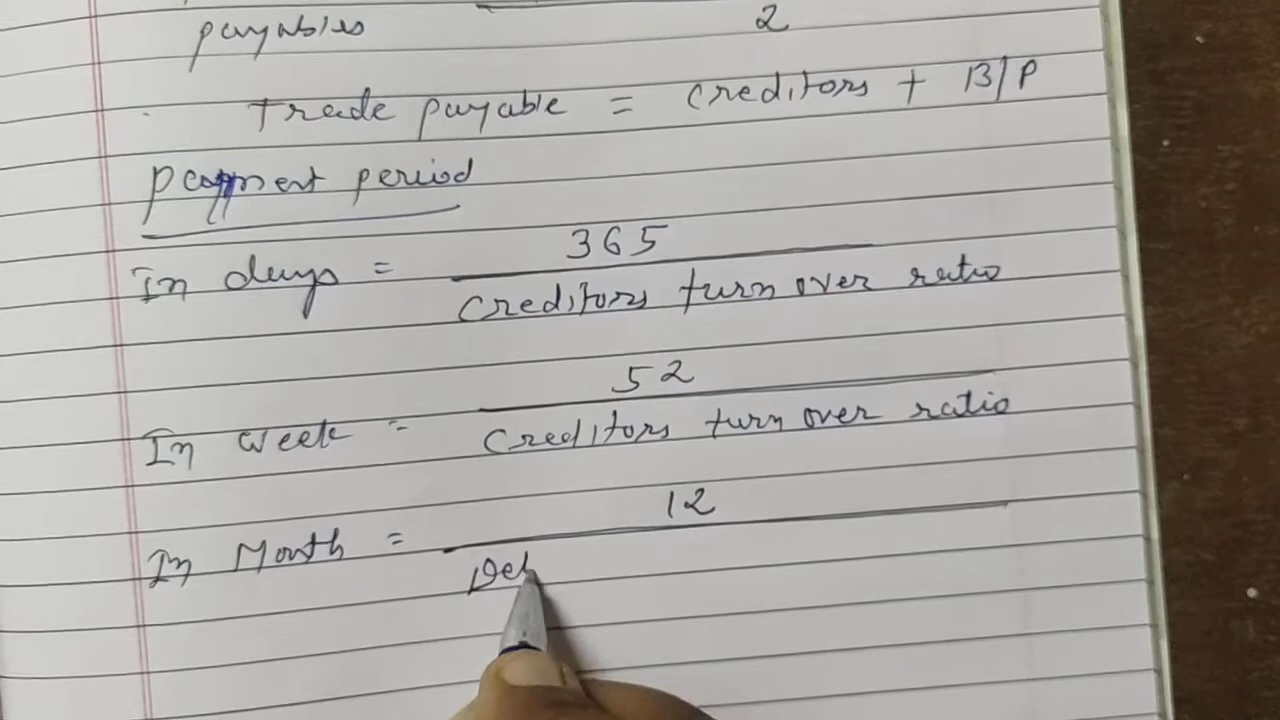 payables 2
Trade payable = creditors + B/P
Payment period
In days = 365
creditors turn over ratio
In week = 52
creditors turn over ratio
In Month = 12
Deb